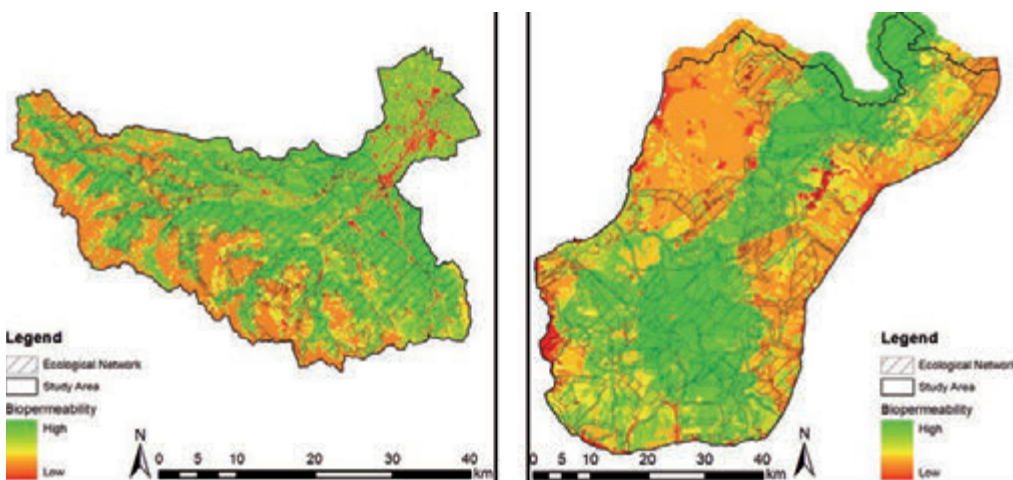 Legend
Ecological Network
Study Area
Biopermeability
High
Low
N
0 5 10 20 30 40
km
Legend
Ecological Network
Study Area
Biopermeability
High
Low
N
0 5 10 20 30 40
km